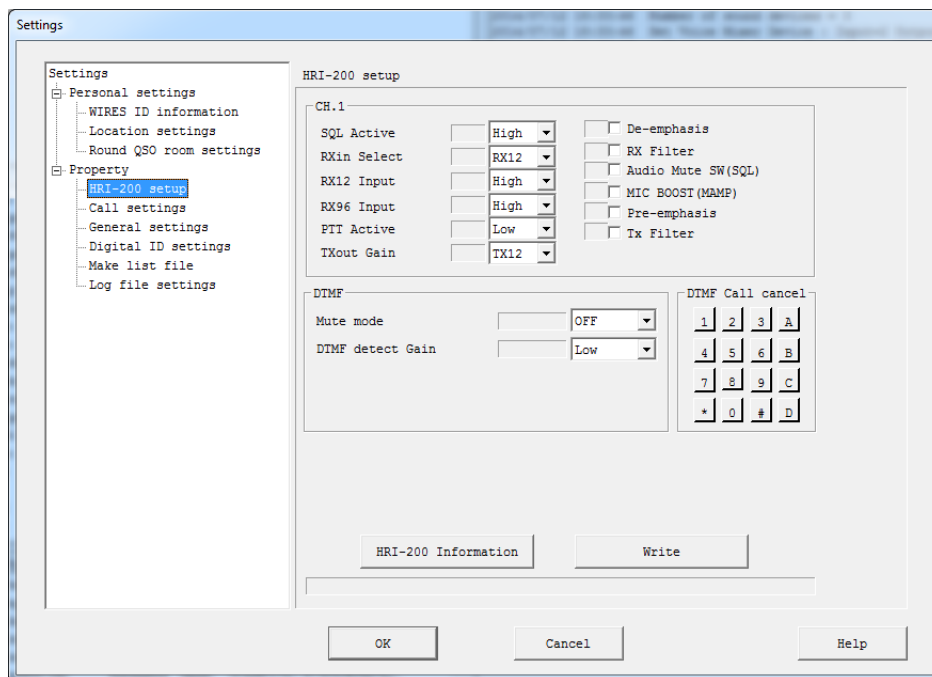 Settings
Settings
Personal settings
WIRES ID information
Location settings
Round QSO room settings
Property
HRI-200 setup
Call settings
General settings
Digital ID settings
Make list file
Log file settings
HRI-200 setup
CH.1
SQL Active High
RXin Select RX12
RX12 Input High
RX96 Input High
PTT Active Low
TXout Gain TX12
De-emphasis
RX Filter
Audio Mute SW(SQL)
MIC BOOST(MAMP)
Pre-emphasis
Tx Filter
DTMF
Mute mode OFF
DTMF detect Gain Low
DTMF Call cancel
1 2 3 A
4 5 6 B
7 8 9 C
* 0 # D
HRI-200 Information Write
OK Cancel Help